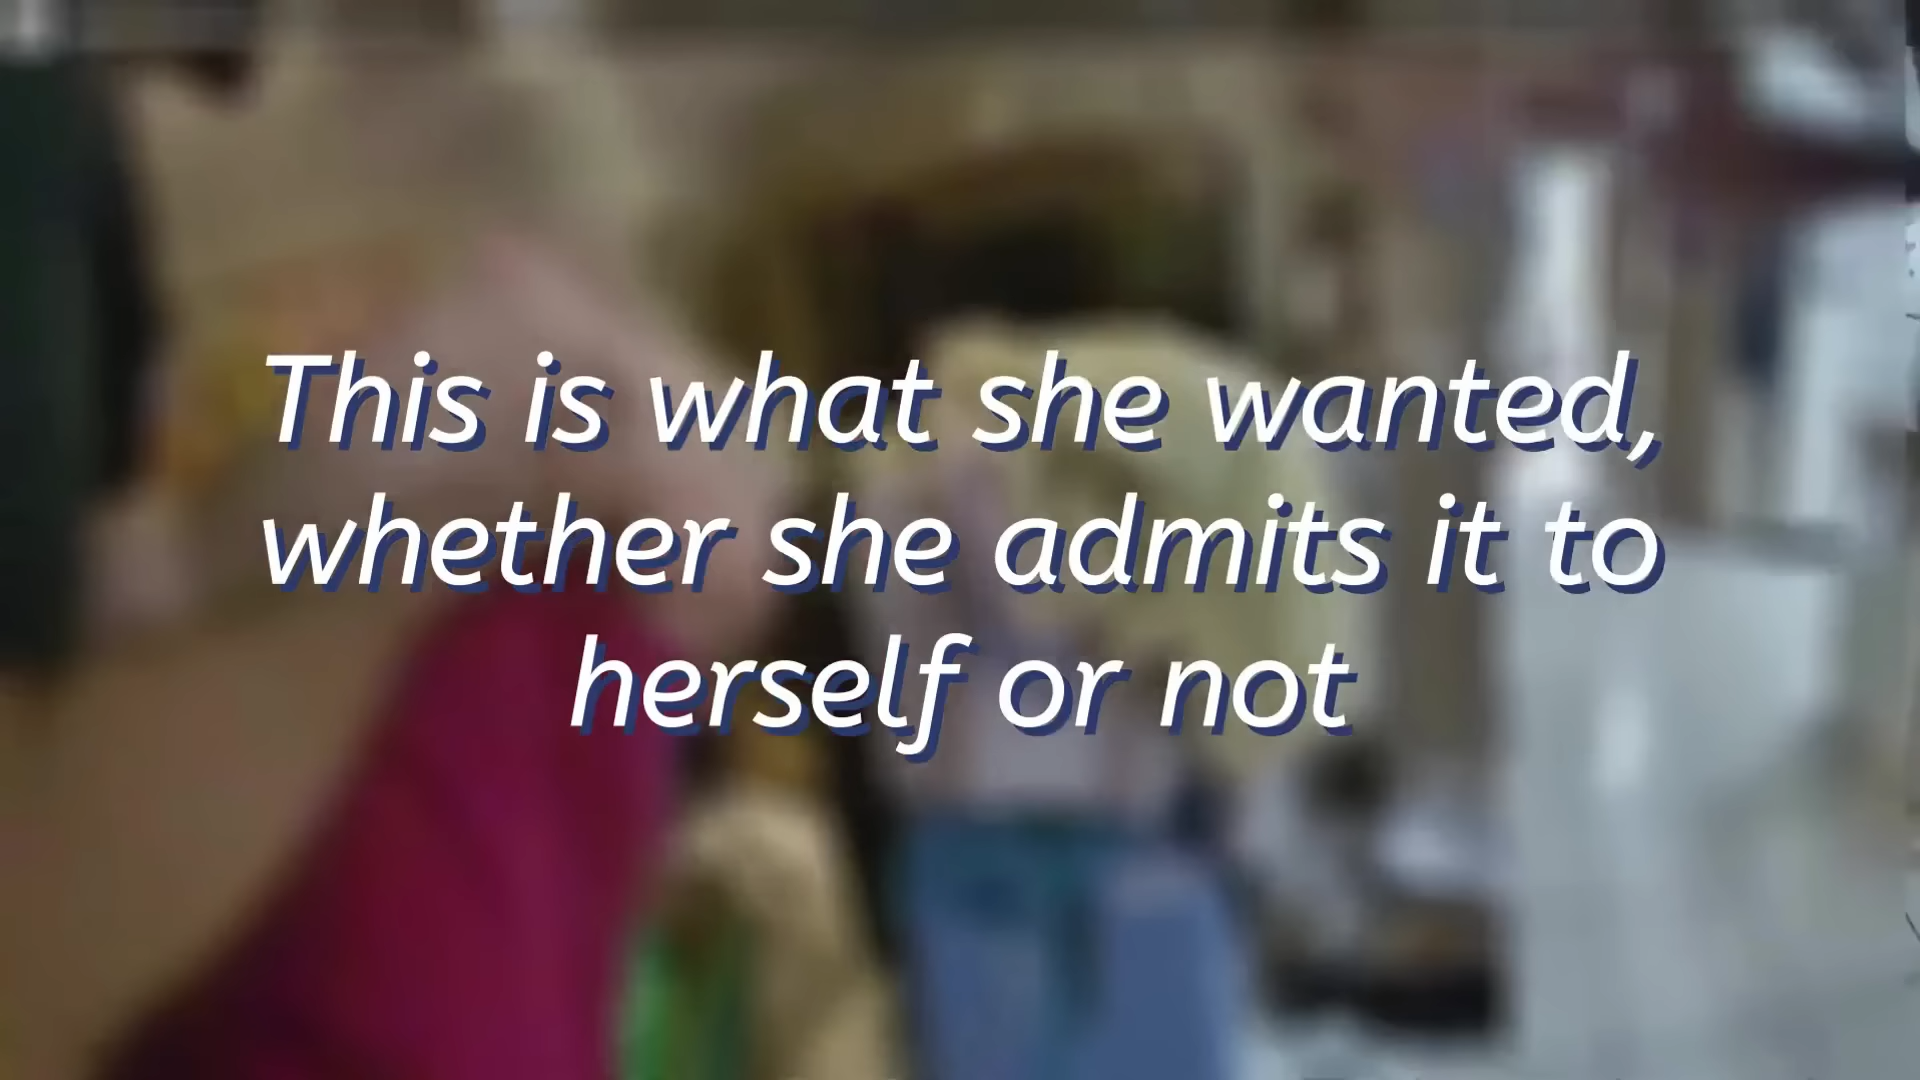 This is what she wanted,
whether she admits it to
herself or not